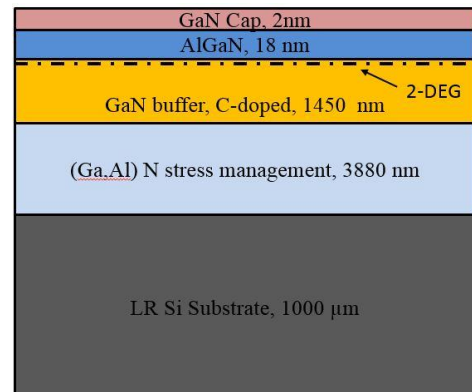 GaN Cap, 2nm
AlGaN, 18 nm
2-DEG
GaN buffer, C-doped, 1450 nm
(Ga,Al) N stress management, 3880 nm
LR Si Substrate, 1000 µm